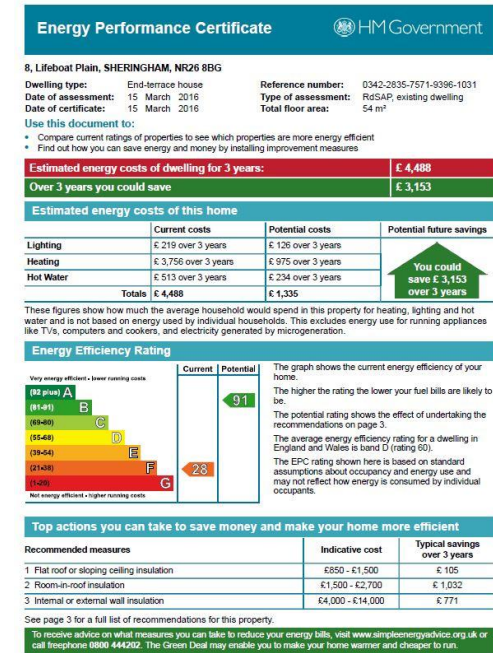 Energy Performance Certificate
HM Government
8, Lifeboat Plain, SHERINGHAM, NR26 8BG
Dwelling type: End-terrace house
Date of assessment: 15 March 2016
Date of certificate: 15 March 2016
Reference number: 0342-2835-7571-9396-1031
Type of assessment: RdSAP, existing dwelling
Total floor area: 54 m²
Use this document to:
• Compare current ratings of properties to see which properties are more energy efficient
• Find out how you can save energy and money by installing improvement measures
Estimated energy costs of dwelling for 3 years: £ 4,488
Over 3 years you could save £ 3,153
Estimated energy costs of this home
Current costs Potential costs Potential future savings
Lighting £ 219 over 3 years £ 126 over 3 years
Heating £ 3,756 over 3 years £ 975 over 3 years
Hot Water £ 513 over 3 years £ 234 over 3 years
Totals £ 4,488 £ 1,335
You could
save £ 3,153
over 3 years
These figures show how much the average household would spend in this property for heating, lighting and hot
water and is not based on energy used by individual households. This excludes energy use for running appliances
like TVs, computers and cookers, and electricity generated by microgeneration.
Energy Efficiency Rating
Current Potential
Very energy efficient - lower running costs
(92 plus) A
(81-91) B
(69-80) C
(55-68) D
(39-54) E
(21-38) F
(1-20) G
Not energy efficient - higher running costs
28
91
The graph shows the current energy efficiency of your
home.
The higher the rating the lower your fuel bills are likely to
be.
The potential rating shows the effect of undertaking the
recommendations on page 3.
The average energy efficiency rating for a dwelling in
England and Wales is band D (rating 60).
The EPC rating shown here is based on standard
assumptions about occupancy and energy use and
may not reflect how energy is consumed by individual
occupants.
Top actions you can take to save money and make your home more efficient
Recommended measures Indicative cost Typical savings
over 3 years
1 Flat roof or sloping ceiling insulation £850 - £1,500 £ 105
2 Room-in-roof insulation £1,500 - £2,700 £ 1,032
3 Internal or external wall insulation £4,000 - £14,000 £ 771
See page 3 for a full list of recommendations for this property.
To receive advice on what measures you can take to reduce your energy bills, visit www.simpleenergyadvice.org.uk or
call freephone 0800 444202. The Green Deal may enable you to make your home warmer and cheaper to run.